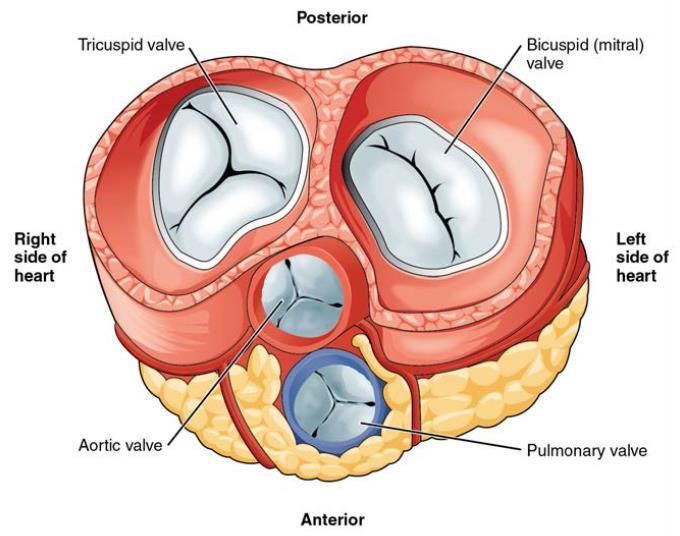 Posterior
Tricuspid valve
Bicuspid (mitral)
valve
Right
side of
heart
Left
side of
heart
Aortic valve
Pulmonary valve
Anterior